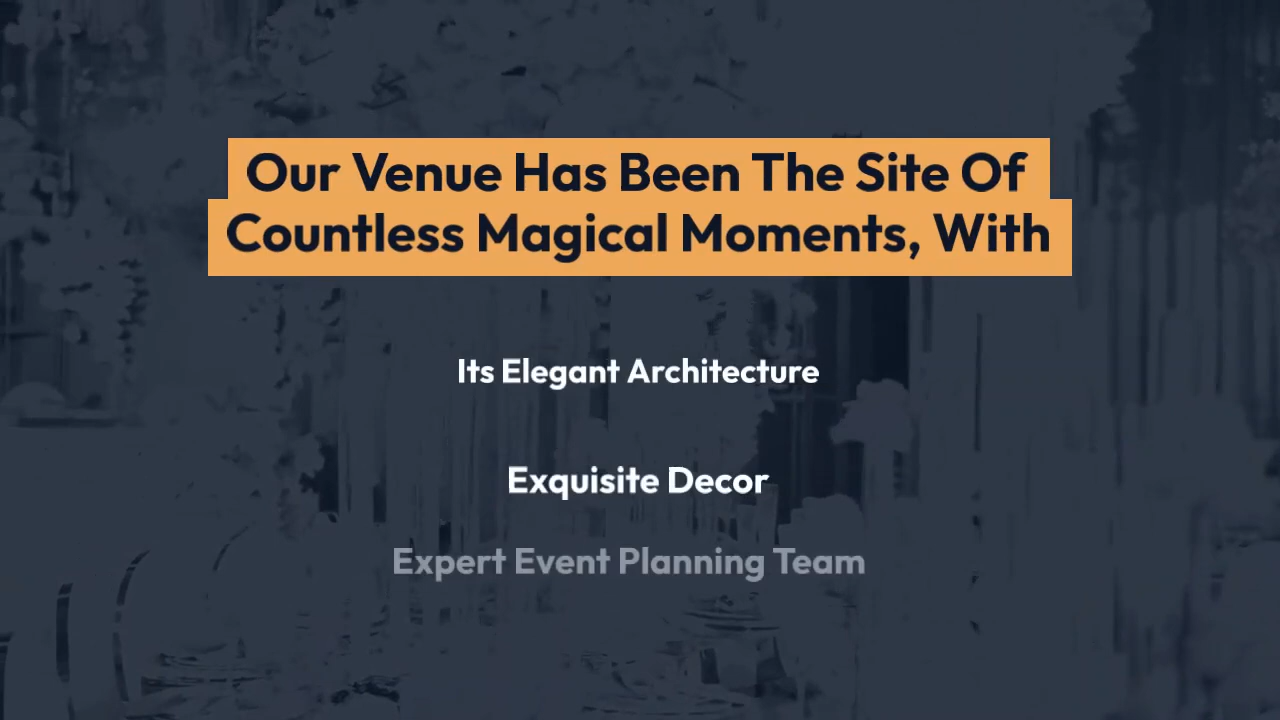 Our Venue Has Been The Site Of
Countless Magical Moments, With
Its Elegant Architecture
Exquisite Decor
Expert Event Planning Team